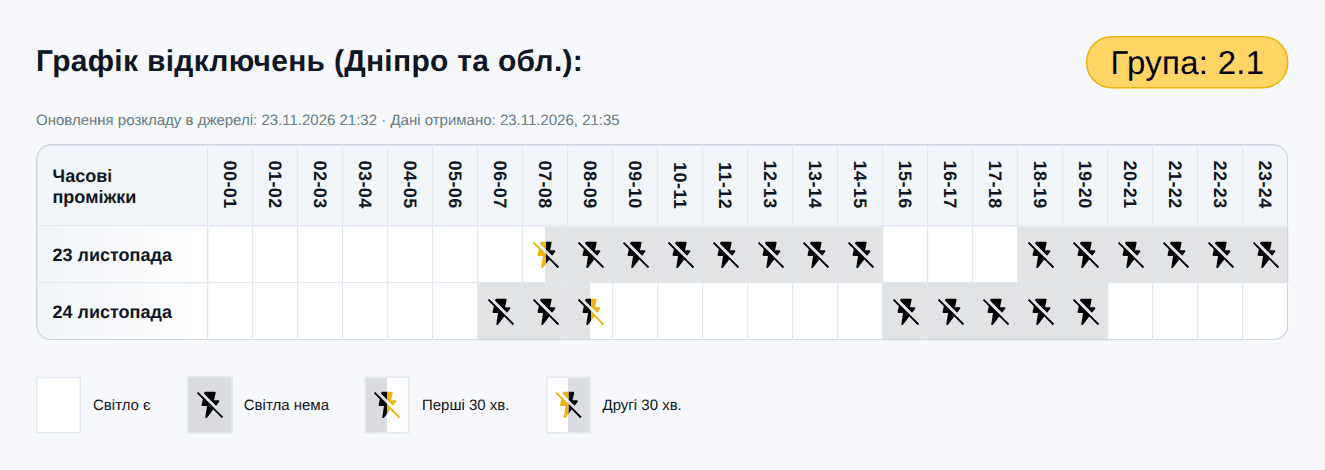 Графік відключень (Дніпро та обл.):
Група: 2.1
Оновлення розкладу в джерелі: 23.11.2026 21:32 · Дані отримано: 23.11.2026, 21:35
Часові
проміжки
00-01
01-02
02-03
03-04
04-05
05-06
06-07
07-08
08-09
09-10
10-11
11-12
12-13
13-14
14-15
15-16
16-17
17-18
18-19
19-20
20-21
21-22
22-23
23-24
23 листопада
24 листопада
Світло є
Світла нема
Перші 30 хв.
Другі 30 хв.